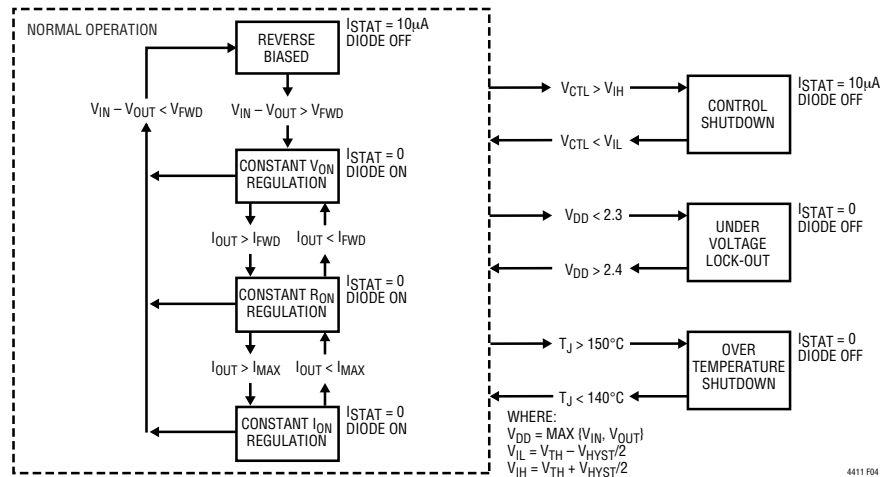 NORMAL OPERATION
REVERSE
BIASED
ISTAT = 10µA
DIODE OFF
VIN – VOUT < VFWD
VIN – VOUT > VFWD
CONSTANT VON
REGULATION
ISTAT = 0
DIODE ON
IOUT > IFWD
IOUT < IFWD
CONSTANT RON
REGULATION
ISTAT = 0
DIODE ON
IOUT > IMAX
IOUT < IMAX
CONSTANT ION
REGULATION
ISTAT = 0
DIODE ON
VCTL > VIH
VCTL < VIL
CONTROL
SHUTDOWN
ISTAT = 10µA
DIODE OFF
VDD < 2.3
VDD > 2.4
UNDER
VOLTAGE
LOCK-OUT
ISTAT = 0
DIODE OFF
TJ > 150°C
TJ < 140°C
OVER
TEMPERATURE
SHUTDOWN
ISTAT = 0
DIODE OFF
WHERE:
VDD = MAX {VIN, VOUT}
VIL = VTH – VHYST/2
VIH = VTH + VHYST/2
4411 F04